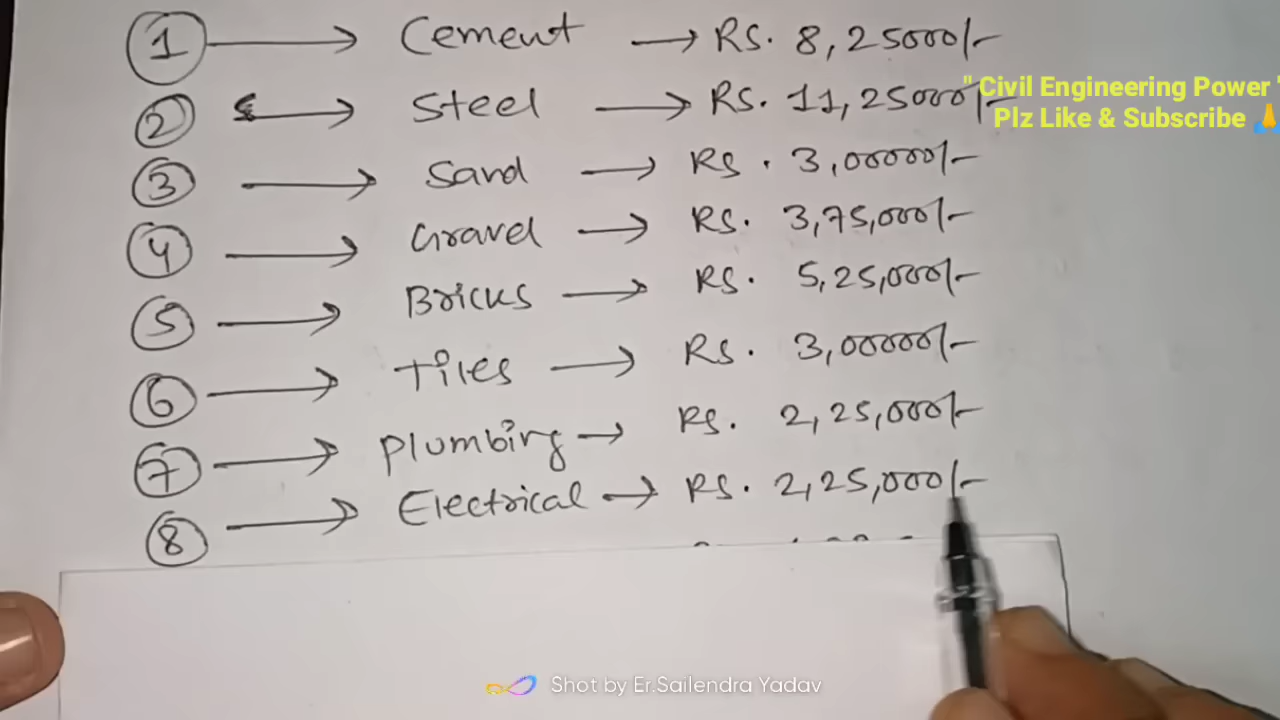 1 → Cement → RS. 8,25000/-
2 → Steel → RS. 11,25000/-
" Civil Engineering Power "
Plz Like & Subscribe 🙏
3 → Sand → RS. 3,00000/-
4 → Gravel → RS. 3,75,000/-
5 → Bricks → RS. 5,25,000/-
6 → Tiles → RS. 3,00000/-
7 → Plumbing → RS. 2,25,000/-
8 → Electrical → RS. 2,25,000/-
Shot by Er.Sailendra Yadav